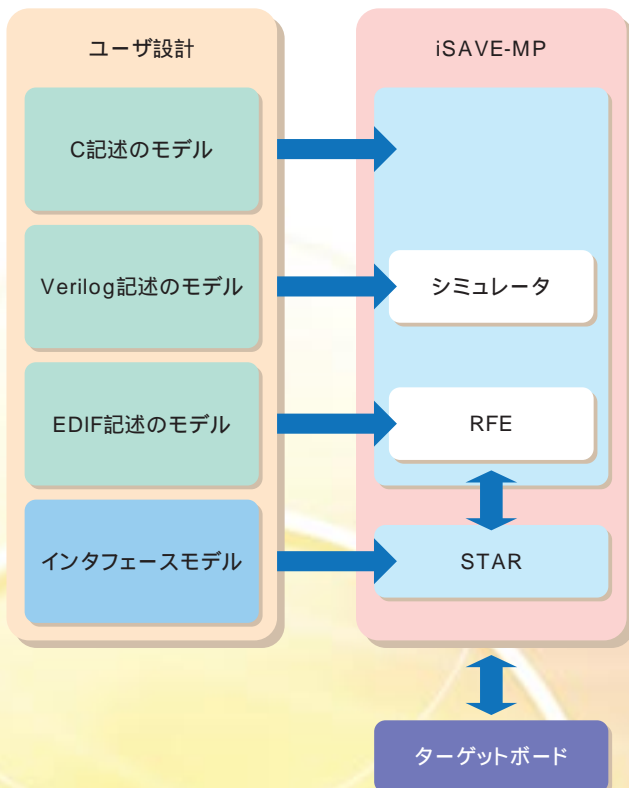 ユーザ設計
iSAVE-MP
C記述のモデル
Verilog記述のモデル
シミュレータ
EDIF記述のモデル
RFE
インタフェースモデル
STAR
ターゲットボード